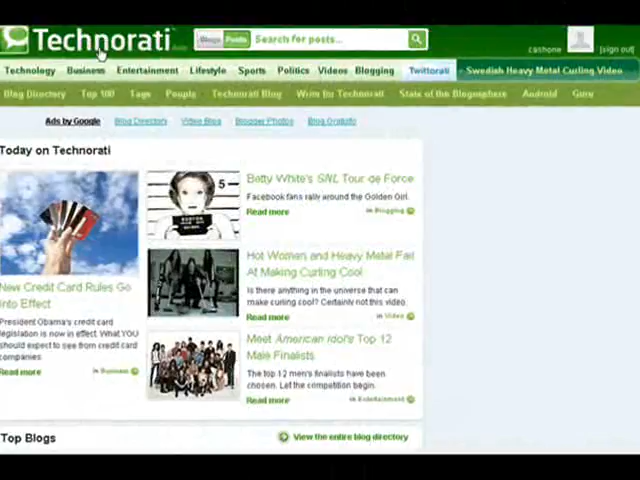 Technorati
Blogs Posts Search for posts...
cashone [sign out]
Technology Business Entertainment Lifestyle Sports Politics Videos Blogging Twittorati Swedish Heavy Metal Curling Video
Blog Directory Top 100 Tags People Technorati Blog Write for Technorati State of the Blogosphere Android Guru
Ads by Google Blog Directory Video Blog Blogger Photos Blog Gratuito
Today on Technorati
New Credit Card Rules Go
Into Effect
President Obama's credit card
legislation is now in effect. What YOU
should expect to see from credit card
companies.
Read more in Business
5
Betty White's SNL Tour de Force
Facebook fans rally around the Golden Girl.
Read more in Blogging
Hot Women and Heavy Metal Fail
At Making Curling Cool
Is there anything in the universe that can
make curling cool? Certainly not this video.
Read more in Video
Meet American Idol's Top 12
Male Finalists
The top 12 men's finalists have been
chosen. Let the competition begin.
Read more in Entertainment
Top Blogs View the entire blog directory